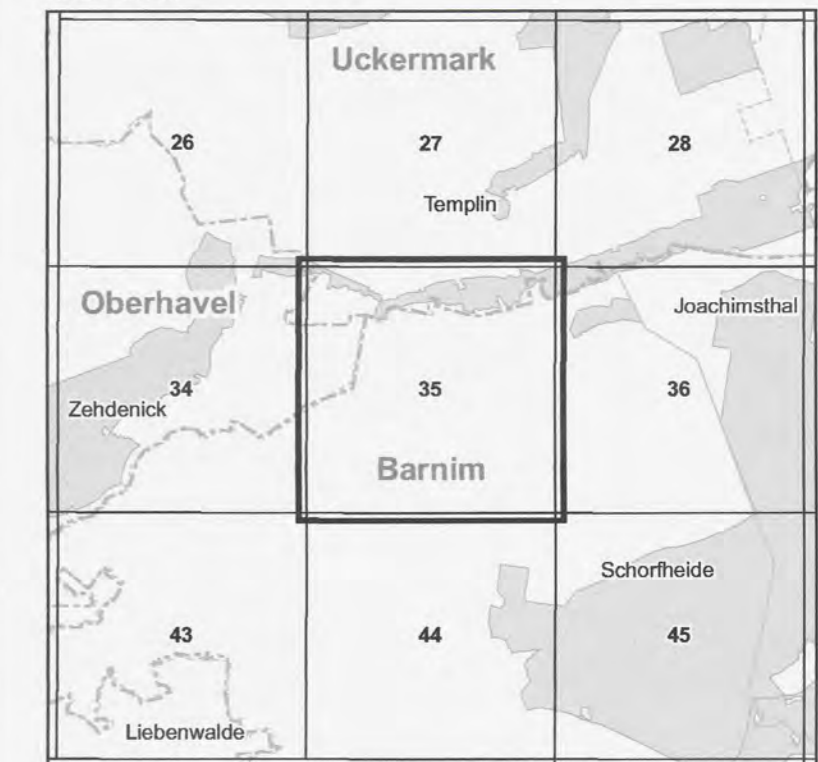 Uckermark
26
27
28
Templin
Oberhavel
Joachimsthal
34
35
36
Zehdenick
Barnim
Schorfheide
43
44
45
Liebenwalde